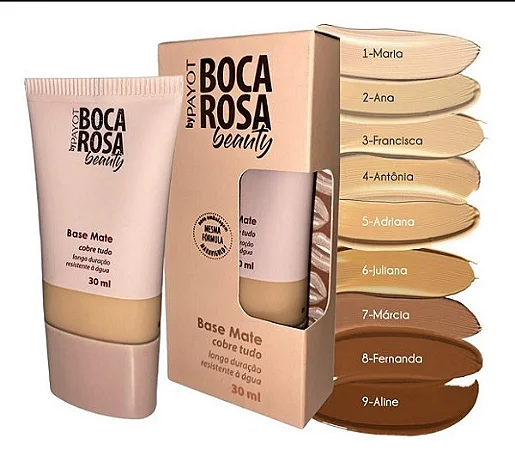 by PAYOT
BOCA
ROSA
beauty
Base Mate
cobre tudo
longa duração
resistente à água
30 ml
by PAYOT
BOCA
ROSA
beauty
MESMA
FÓRMULA
Base Mate
cobre tudo
longa duração
resistente à água
30 ml
1-Maria
2-Ana
3-Francisca
4-Antônia
5-Adriana
6-Juliana
7-Márcia
8-Fernanda
9-Aline